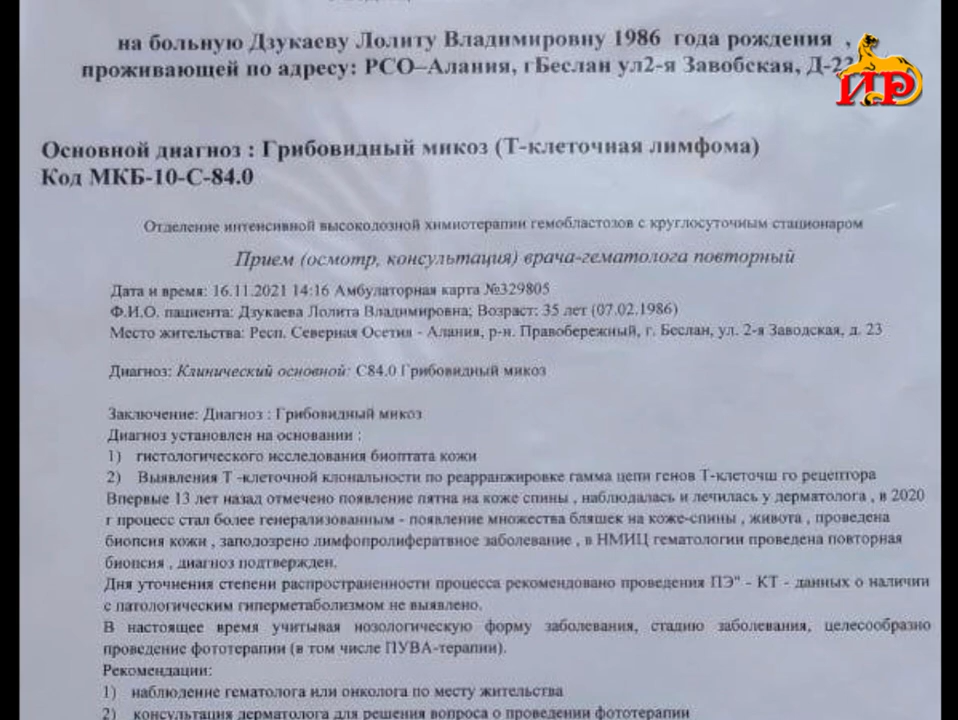 на больную Дзукаеву Лолиту Владимировну 1986 года рождения ,
проживающей по адресу: РСО–Алания, гБеслан ул2-я Завобская, Д-23
ИР
Основной диагноз : Грибовидный микоз (Т-клеточная лимфома)
Код МКБ-10-С-84.0
Отделение интенсивной высокодозной химиотерапии гемобластозов с круглосуточным стационаром
Прием (осмотр, консультация) врача-гематолога повторный
Дата и время: 16.11.2021 14:16 Амбулаторная карта №329805
Ф.И.О. пациента: Дзукаева Лолита Владимировна; Возраст: 35 лет (07.02.1986)
Место жительства: Респ. Северная Осетия - Алания, р-н. Правобережный, г. Беслан, ул. 2-я Заводская, д. 23
Диагноз: Клинический основной: С84.0 Грибовидный микоз
Заключение: Диагноз : Грибовидный микоз
Диагноз установлен на основании :
1) гистологического исследования биоптата кожи
2) Выявления Т -клеточной клональности по реарранжировке гамма цепи генов Т-клеточш го рецептора
Впервые 13 лет назад отмечено появление пятна на коже спины , наблюдалась и лечилась у дерматолога , в 2020
г процесс стал более генерализованным - появление множества бляшек на коже-спины , живота , проведена
биопсия кожи , заподозрено лимфопролифератвное заболевание , в НМИЦ гематологии проведена повторная
биопсия , диагноз подтвержден.
Дня уточнения степени распространенности процесса рекомендовано проведения ПЭ" - КТ - данных о наличии
с патологическим гиперметаболизмом не выявлено.
В настоящее время учитывая нозологическую форму заболевания, стадию заболевания, целесообразно
проведение фототерапии (в том числе ПУВА-терапии).
Рекомендации:
1) наблюдение гематолога или онколога по месту жительства
2) консультация дерматолога для решения вопроса о проведении фототерапии